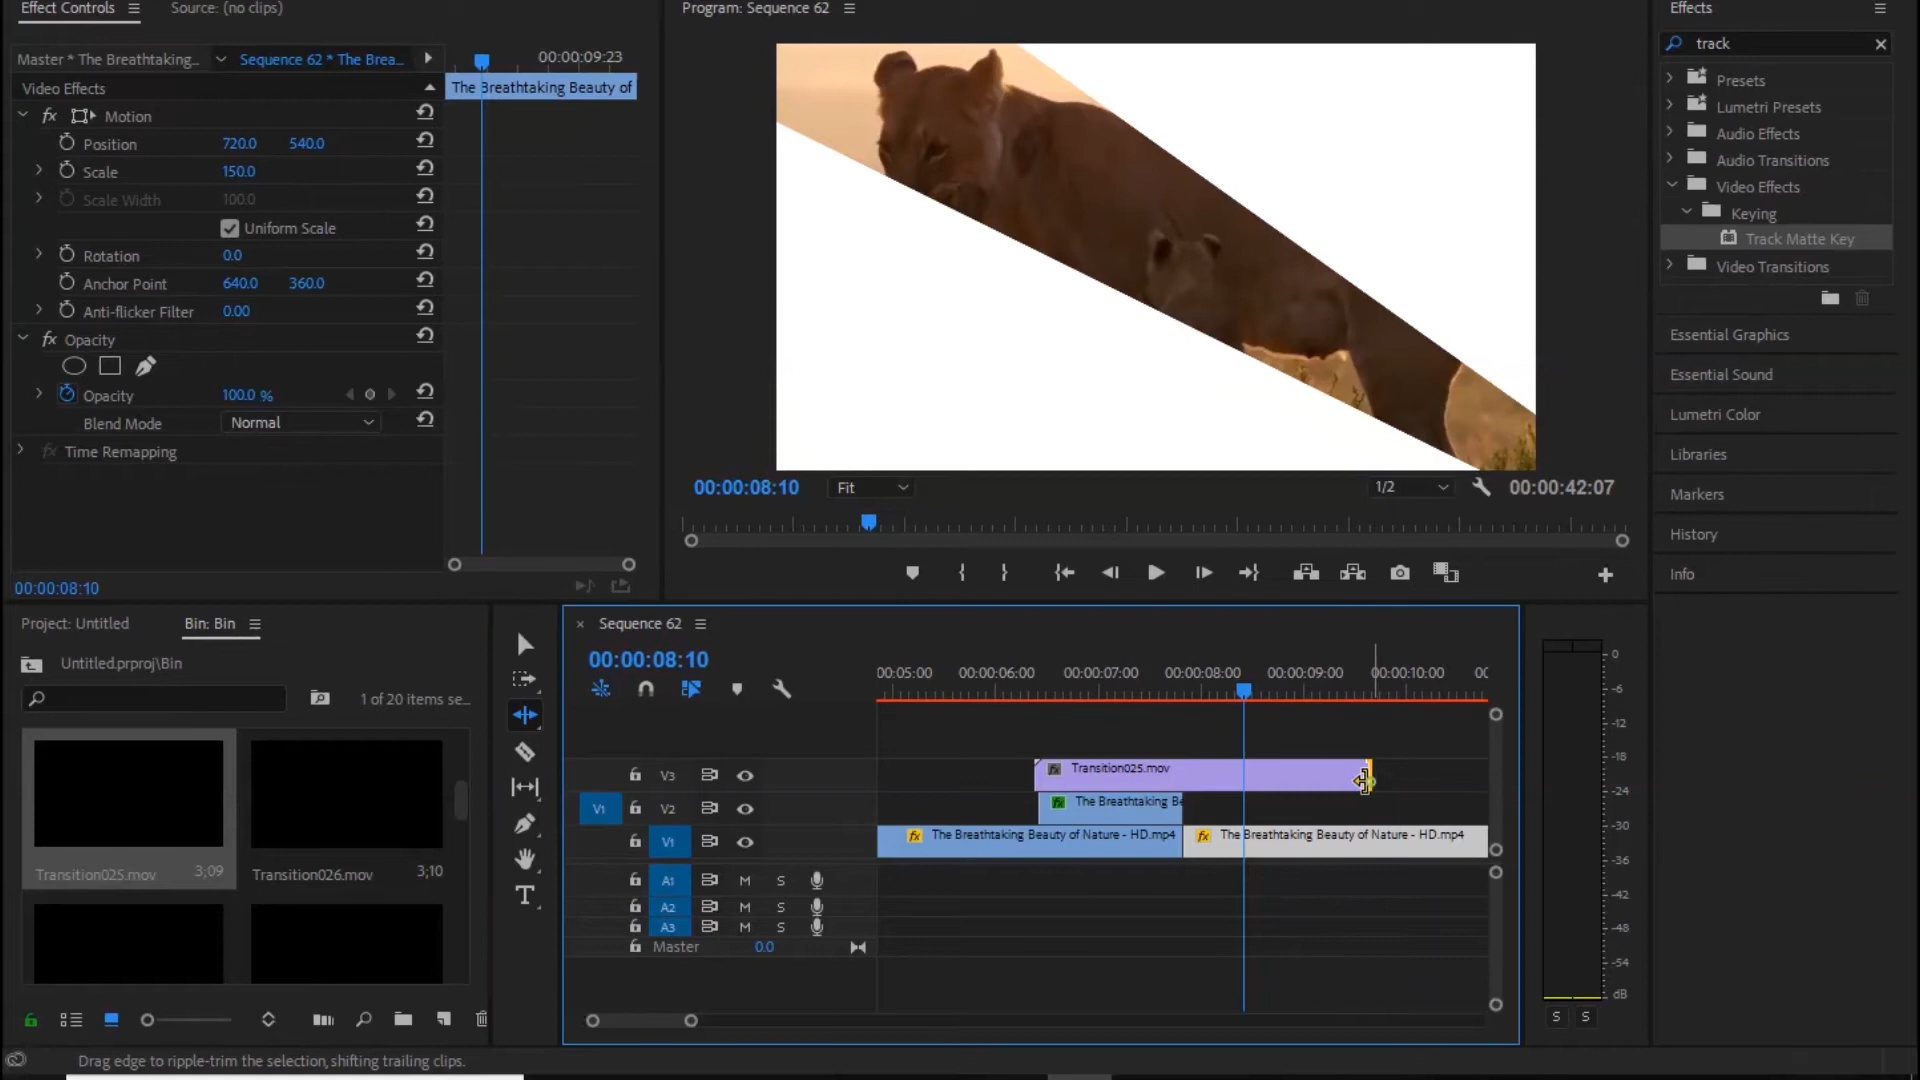 Effect Controls
Source: (no clips)
Master * The Breathtaking...
Sequence 62 * The Brea...
00:00:09:23
Video Effects
The Breathtaking Beauty of
fx Motion
Position 720.0 540.0
Scale 150.0
Scale Width 100.0
Uniform Scale
Rotation 0.0
Anchor Point 640.0 360.0
Anti-flicker Filter 0.00
fx Opacity
Opacity 100.0 %
Blend Mode Normal
fx Time Remapping
00:00:08:10
Program: Sequence 62
00:00:08:10
Fit
1/2
00:00:42:07
Effects
track
Presets
Lumetri Presets
Audio Effects
Audio Transitions
Video Effects
Keying
Track Matte Key
Video Transitions
Essential Graphics
Essential Sound
Lumetri Color
Libraries
Markers
History
Info
Project: Untitled
Bin: Bin
Untitled.prproj\Bin
1 of 20 items se...
Transition025.mov 3;09
Transition026.mov 3;10
Sequence 62
00:00:08:10
00:05:00 00:00:06:00 00:00:07:00 00:00:08:00 00:00:09:00 00:00:10:00 00
V3
fx Transition025.mov
V1 V2
fx The Breathtaking Be
V1
fx The Breathtaking Beauty of Nature - HD.mp4
fx The Breathtaking Beauty of Nature - HD.mp4
A1 M S
A2 M S
A3 M S
Master 0.0
0
-6
-12
-18
-24
-30
-36
-42
-48
-54
dB
S S
Drag edge to ripple-trim the selection, shifting trailing clips.